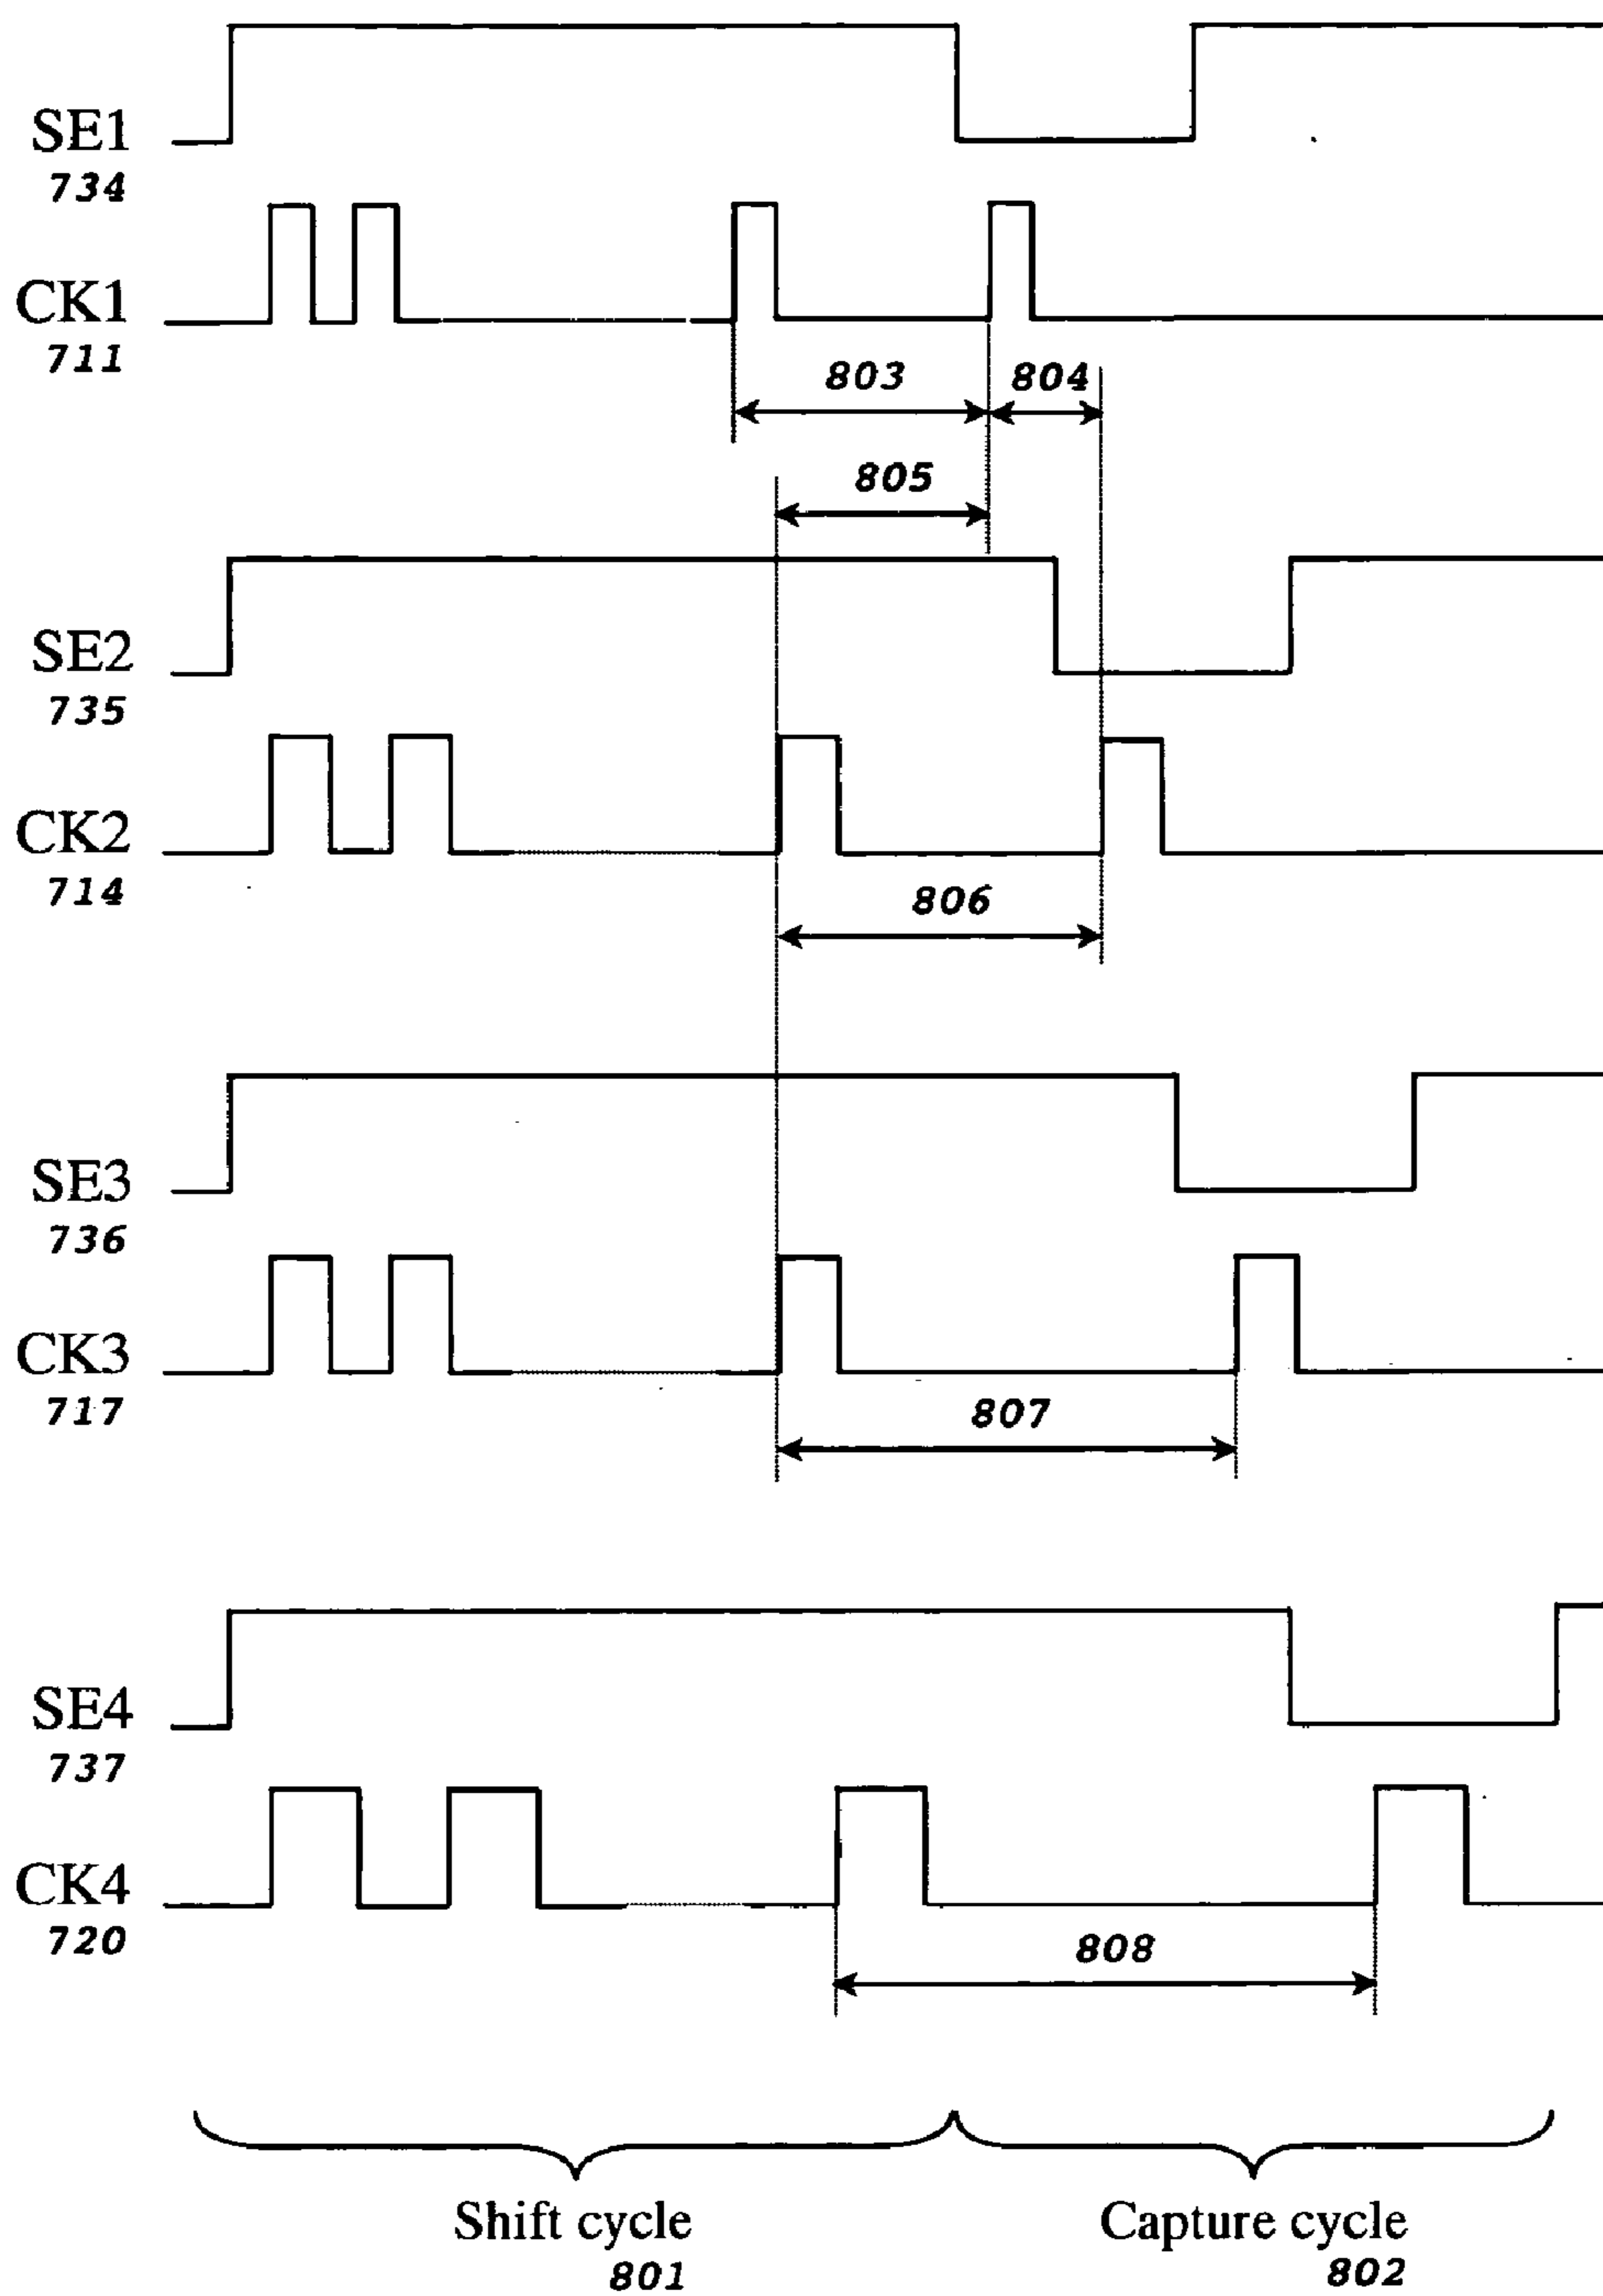 SE1
734
CK1
711
803
804
805
SE2
735
CK2
714
806
SE3
736
CK3
717
807
SE4
737
CK4
720
808
Shift cycle
801
Capture cycle
802